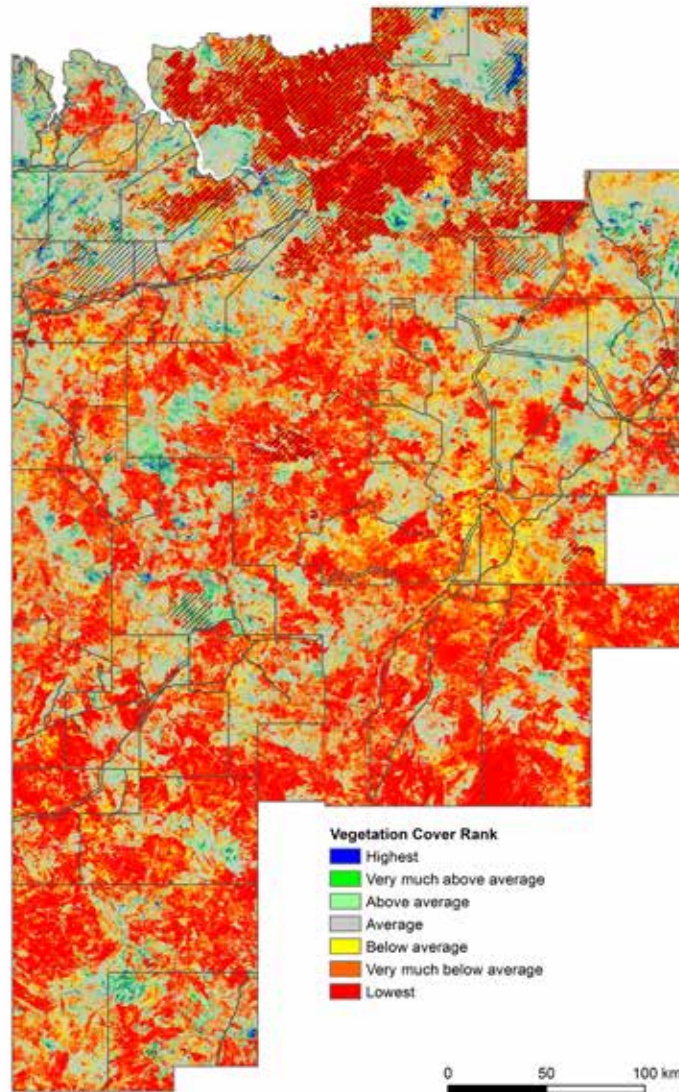 Vegetation Cover Rank
Highest
Very much above average
Above average
Average
Below average
Very much below average
Lowest
0 50 100 km